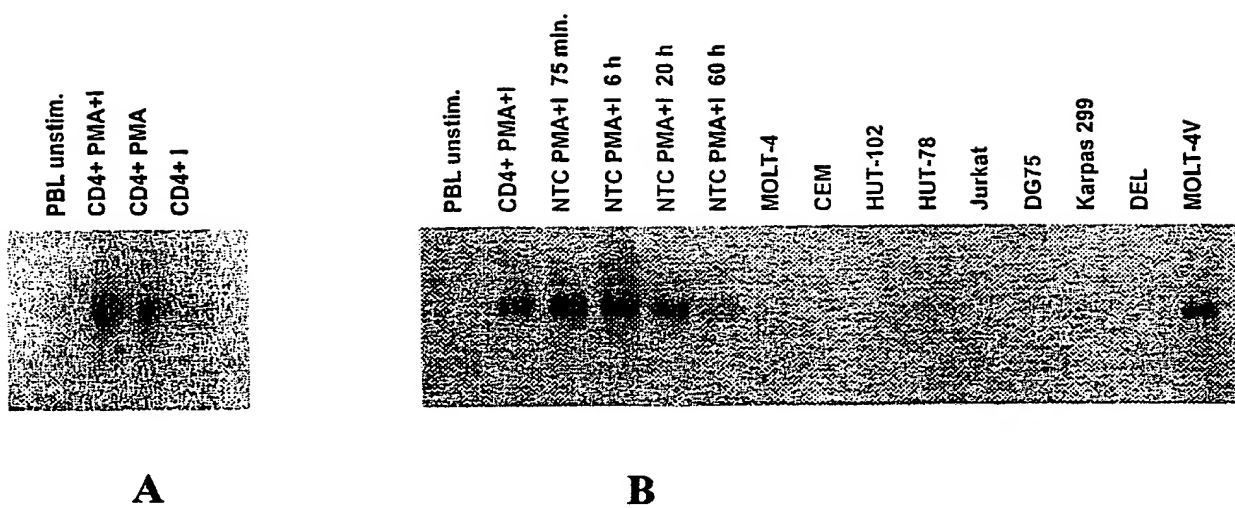 PBL unstim.
CD4+ PMA+I
CD4+ PMA
CD4+ I
PBL unstim.
CD4+ PMA+I
NTC PMA+I 75 min.
NTC PMA+I 6 h
NTC PMA+I 20 h
NTC PMA+I 60 h
MOLT-4
CEM
HUT-102
HUT-78
Jurkat
DG75
Karpas 299
DEL
MOLT-4V
A
B